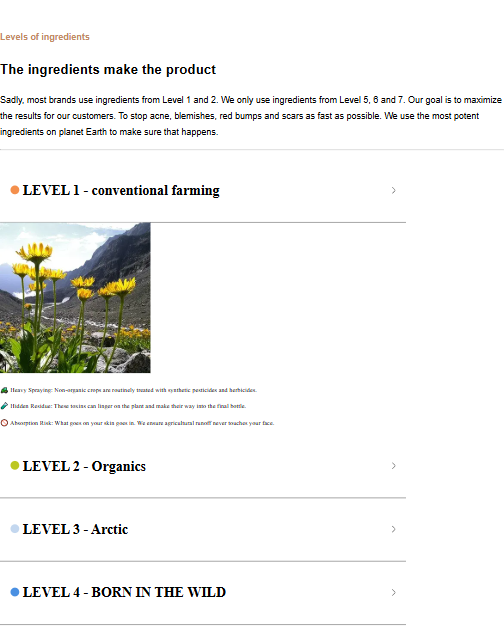 Levels of ingredients
The ingredients make the product
Sadly, most brands use ingredients from Level 1 and 2. We only use ingredients from Level 5, 6 and 7. Our goal is to maximize
the results for our customers. To stop acne, blemishes, red bumps and scars as fast as possible. We use the most potent
ingredients on planet Earth to make sure that happens.
LEVEL 1 - conventional farming
Heavy Spraying: Non-organic crops are routinely treated with synthetic pesticides and herbicides.
Hidden Residue: These toxins can linger on the plant and make their way into the final bottle.
Absorption Risk: What goes on your skin goes in. We ensure agricultural runoff never touches your face.
LEVEL 2 - Organics
LEVEL 3 - Arctic
LEVEL 4 - BORN IN THE WILD